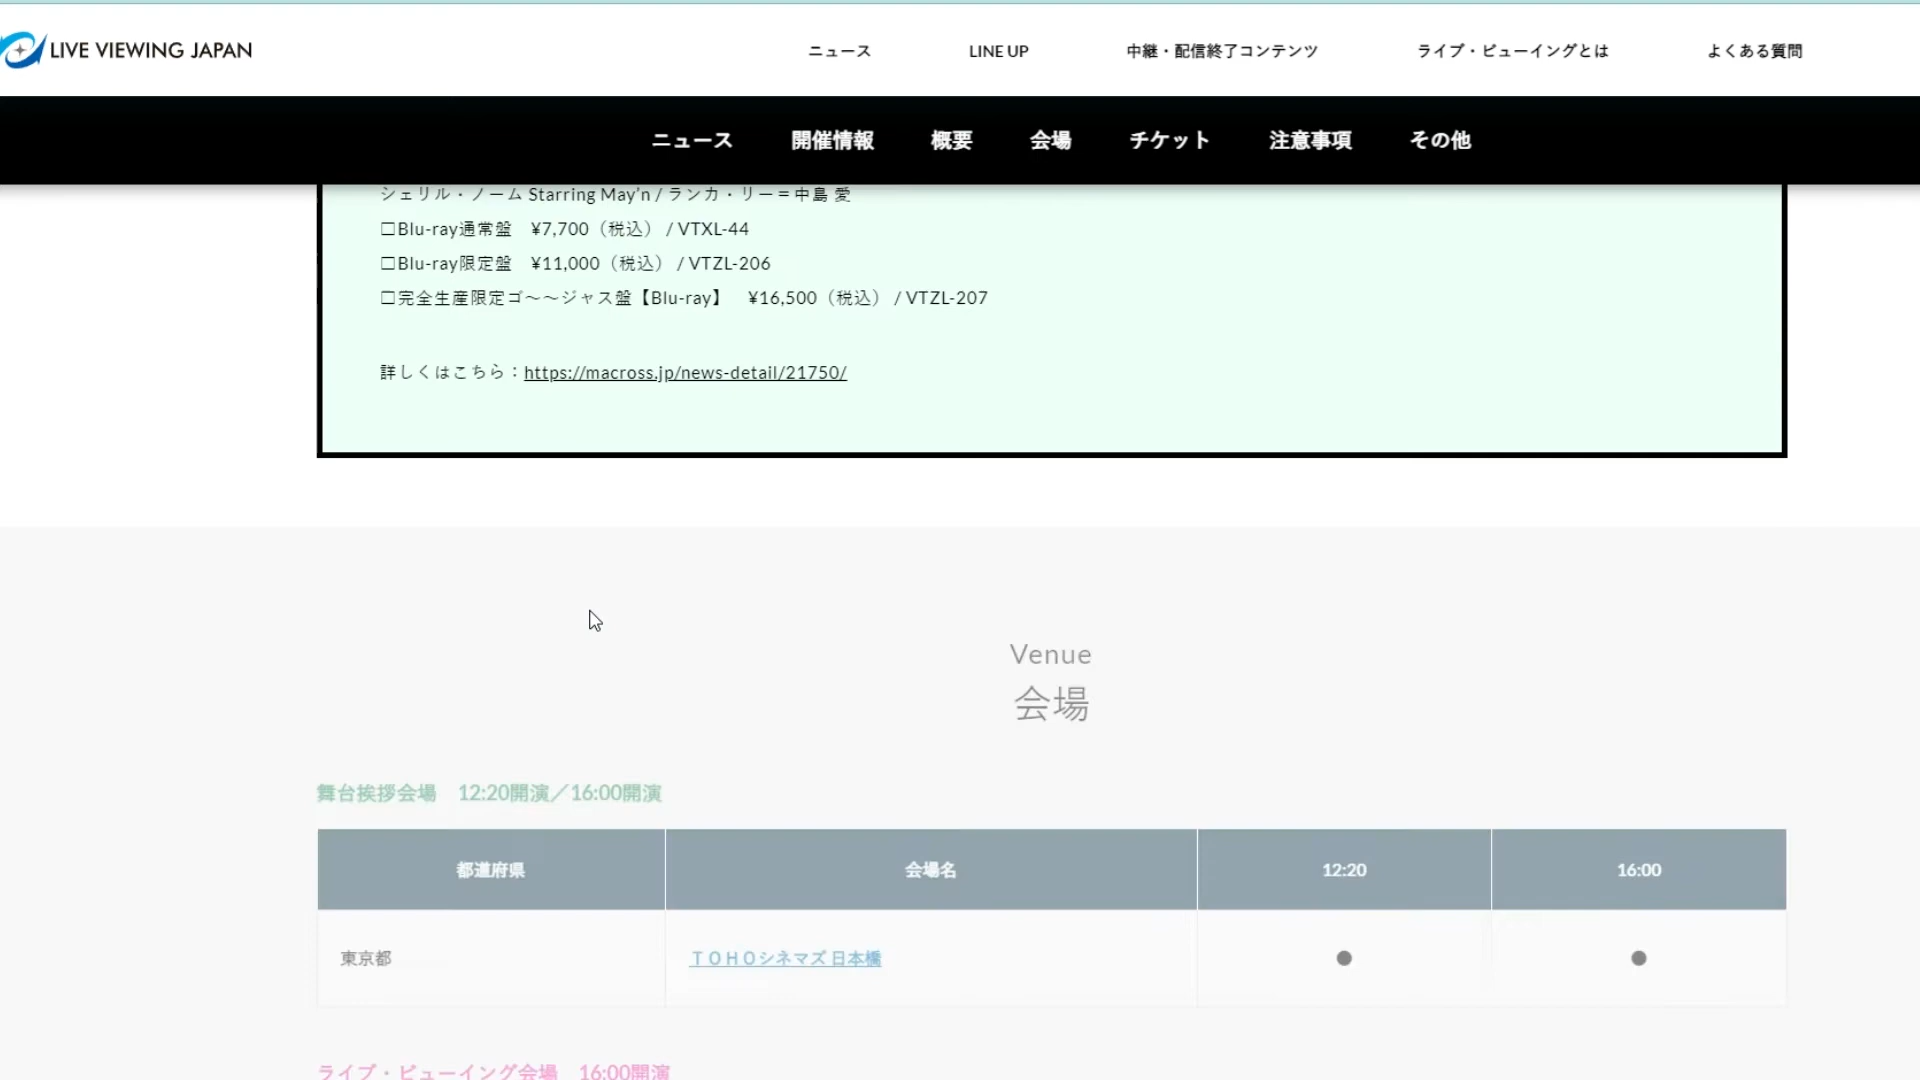 LIVE VIEWING JAPAN
ニュース
LINE UP
中継・配信終了コンテンツ
ライブ・ビューイングとは
よくある質問
ニュース
開催情報
概要
会場
チケット
注意事項
その他
シェリル・ノーム Starring May'n / ランカ・リー＝中島 愛
□Blu-ray通常盤　¥7,700（税込） / VTXL-44
□Blu-ray限定盤　¥11,000（税込） / VTZL-206
□完全生産限定ゴ～～ジャス盤【Blu-ray】　¥16,500（税込） / VTZL-207
詳しくはこちら：https://macross.jp/news-detail/21750/
Venue
会場
舞台挨拶会場　12:20開演／16:00開演
都道府県
会場名
12:20
16:00
東京都
ＴＯＨＯシネマズ 日本橋
●
●
ライブ・ビューイング会場　16:00開演